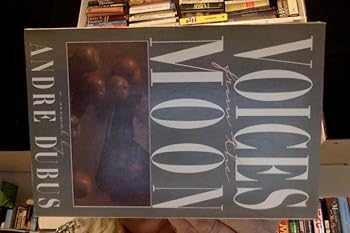 VOICES
from the
MOON
a novel by
ANDRE DUBUS